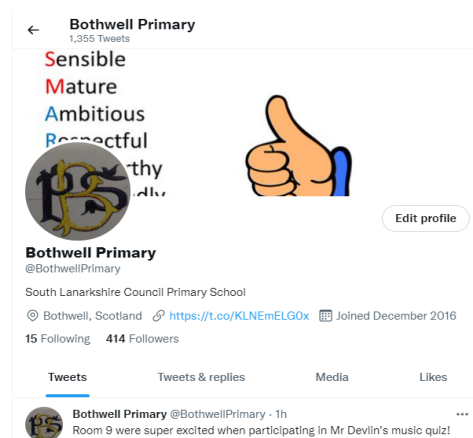 Bothwell Primary
1,355 Tweets
Sensible
Mature
Ambitious
Respectful
Bothwell Primary
@BothwellPrimary
Edit profile
South Lanarkshire Council Primary School
Bothwell, Scotland https://t.co/KLNEmELG0x Joined December 2016
15 Following 414 Followers
Tweets Tweets & replies Media Likes
Bothwell Primary @BothwellPrimary · 1h
Room 9 were super excited when participating in Mr Devlin's music quiz!